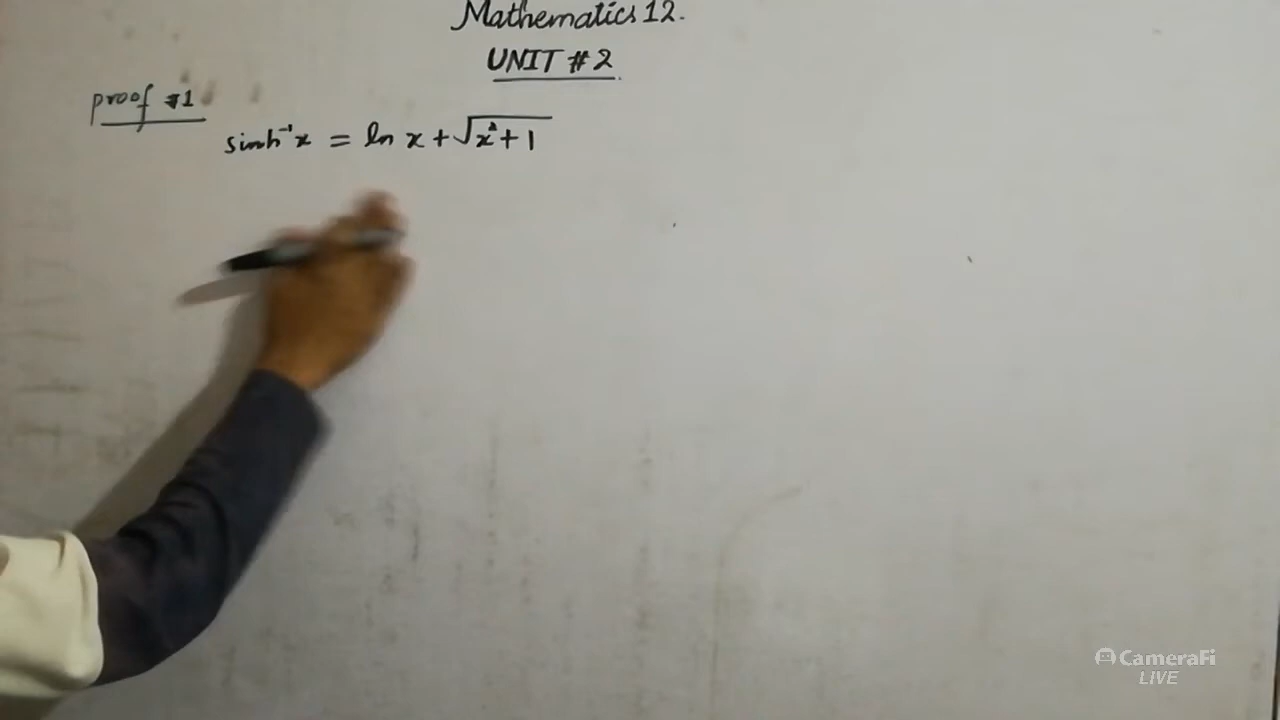 Mathematics 12.
UNIT # 2
proof #1
sinh⁻¹x = ln x + √x²+1
CameraFi
LIVE